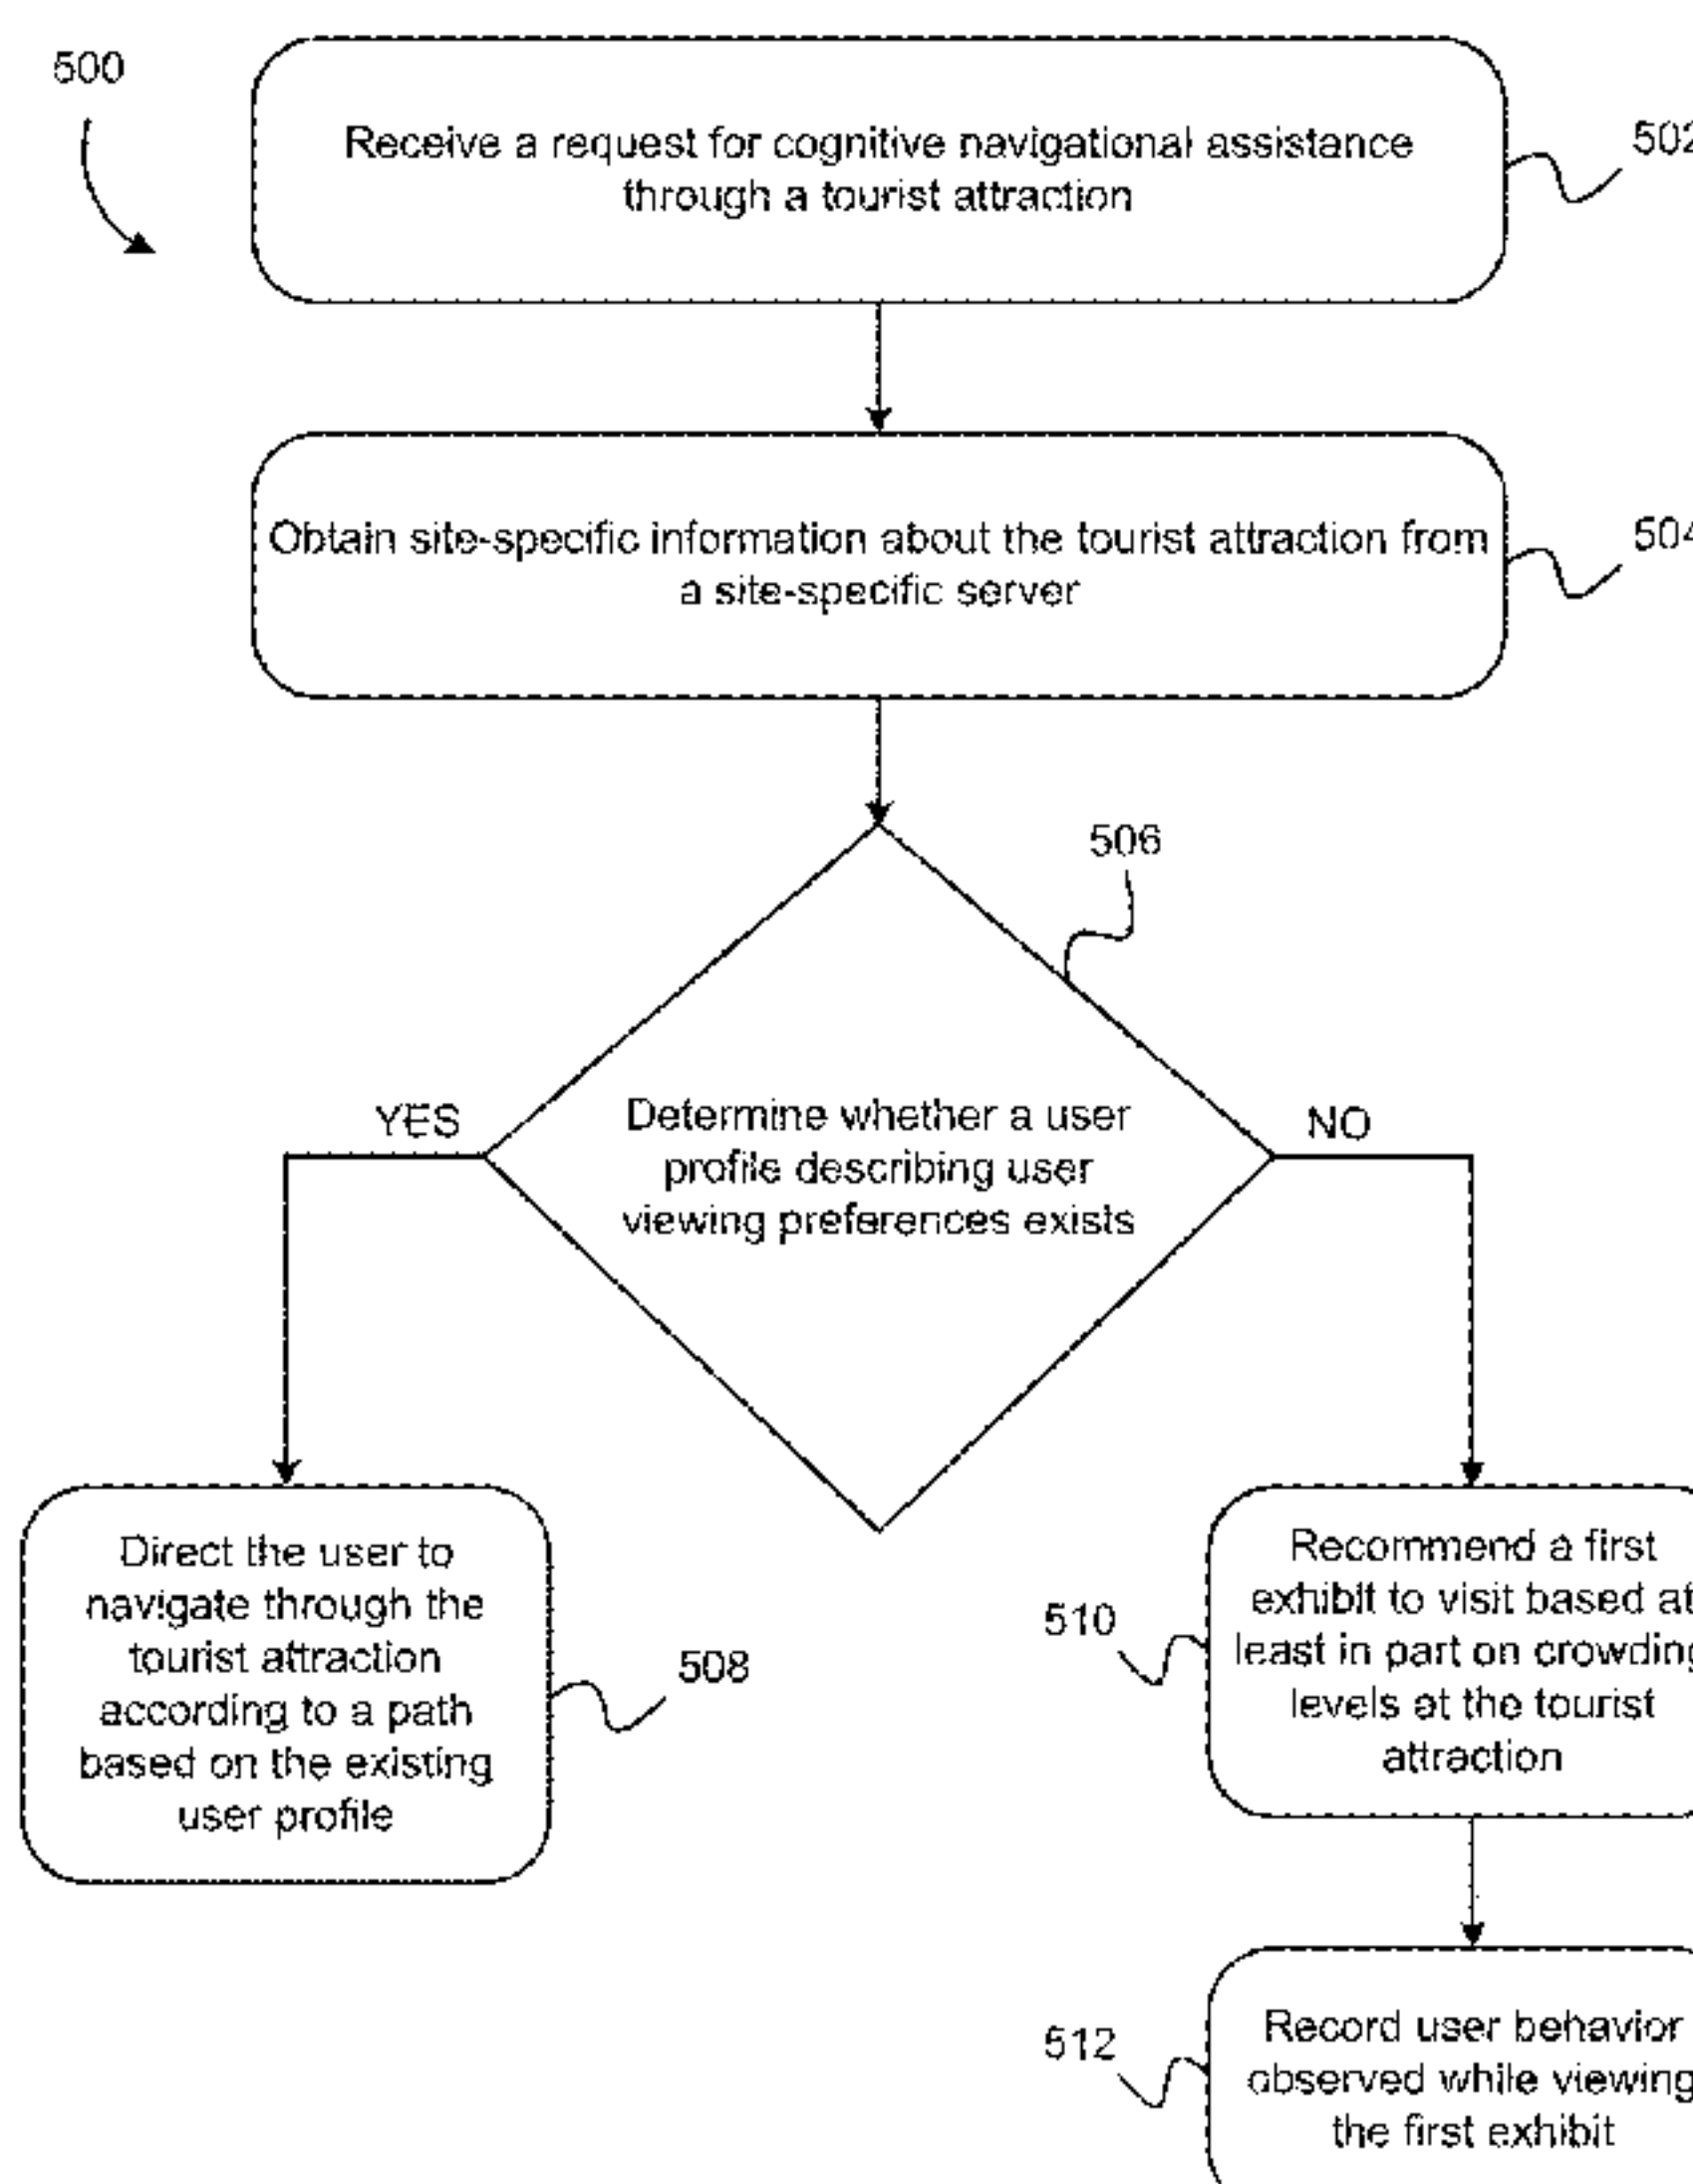 500
Receive a request for cognitive navigational assistance
through a tourist attraction
502
Obtain site-specific information about the tourist attraction from
a site-specific server
504
506
YES
Determine whether a user
profile describing user
viewing preferences exists
NO
Direct the user to
navigate through the
tourist attraction
according to a path
based on the existing
user profile
508
510
Recommend a first
exhibit to visit based at
least in part on crowding
levels at the tourist
attraction
512
Record user behavior
observed while viewing
the first exhibit